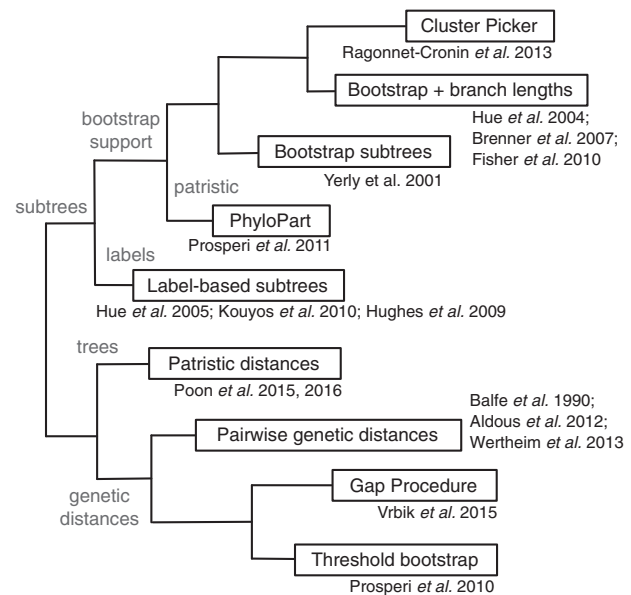 Cluster Picker
Ragonnet-Cronin et al. 2013
Bootstrap + branch lengths
Hue et al. 2004;
Brenner et al. 2007;
Fisher et al. 2010
bootstrap
support
Bootstrap subtrees
Yerly et al. 2001
patristic
subtrees
PhyloPart
Prosperi et al. 2011
labels
Label-based subtrees
Hue et al. 2005; Kouyos et al. 2010; Hughes et al. 2009
trees
Patristic distances
Poon et al. 2015, 2016
Balfe et al. 1990;
Aldous et al. 2012;
Wertheim et al. 2013
Pairwise genetic distances
genetic
distances
Gap Procedure
Vrbik et al. 2015
Threshold bootstrap
Prosperi et al. 2010